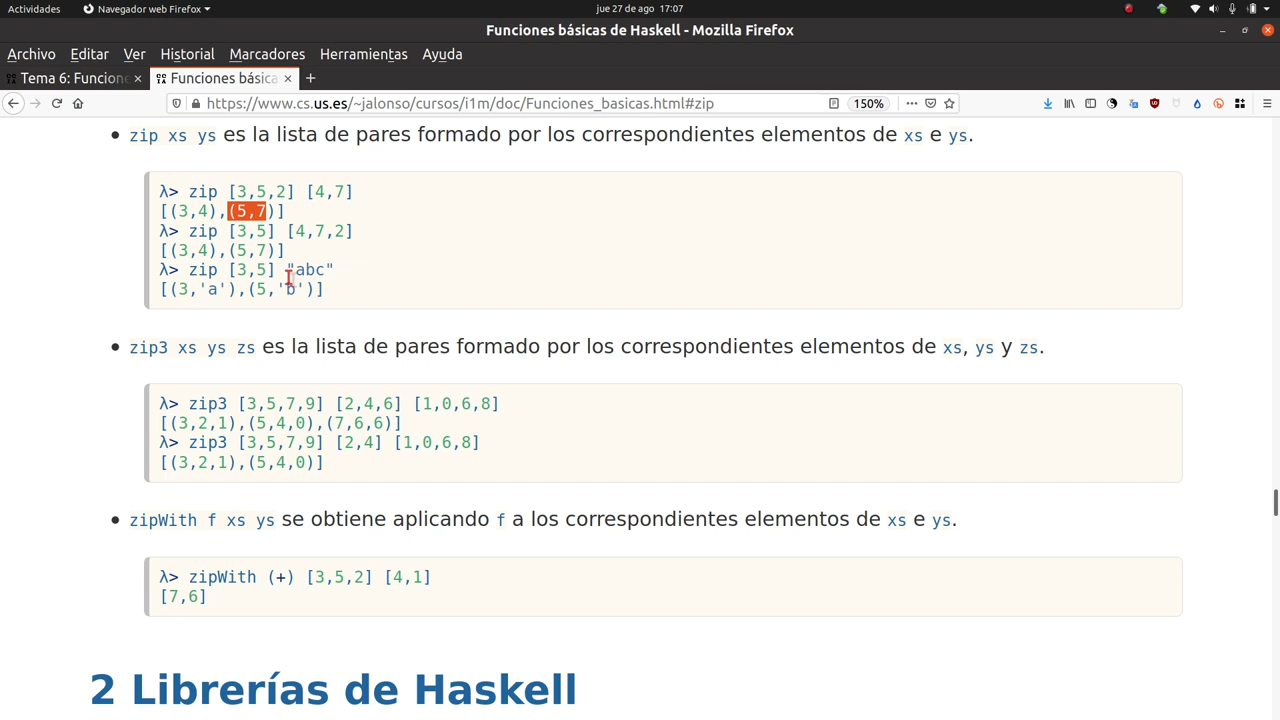 Actividades Navegador web Firefox jue 27 de ago 17:07
Funciones básicas de Haskell - Mozilla Firefox
Archivo Editar Ver Historial Marcadores Herramientas Ayuda
Tema 6: Funcione × Funciones básica × +
https://www.cs.us.es/~jalonso/cursos/i1m/doc/Funciones_basicas.html#zip 150%
• zip xs ys es la lista de pares formado por los correspondientes elementos de xs e ys.
λ> zip [3,5,2] [4,7]
[(3,4),(5,7)]
λ> zip [3,5] [4,7,2]
[(3,4),(5,7)]
λ> zip [3,5] "abc"
[(3,'a'),(5,'b')]
• zip3 xs ys zs es la lista de pares formado por los correspondientes elementos de xs, ys y zs.
λ> zip3 [3,5,7,9] [2,4,6] [1,0,6,8]
[(3,2,1),(5,4,0),(7,6,6)]
λ> zip3 [3,5,7,9] [2,4] [1,0,6,8]
[(3,2,1),(5,4,0)]
• zipWith f xs ys se obtiene aplicando f a los correspondientes elementos de xs e ys.
λ> zipWith (+) [3,5,2] [4,1]
[7,6]
2 Librerías de Haskell